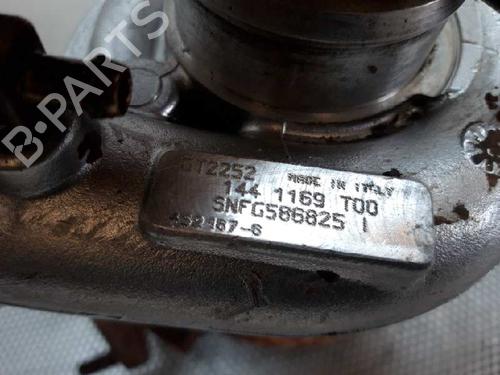 B-PARTS
GT2252 MADE IN ITALY
144 1169 T00
SNFG586825 I
452187-6